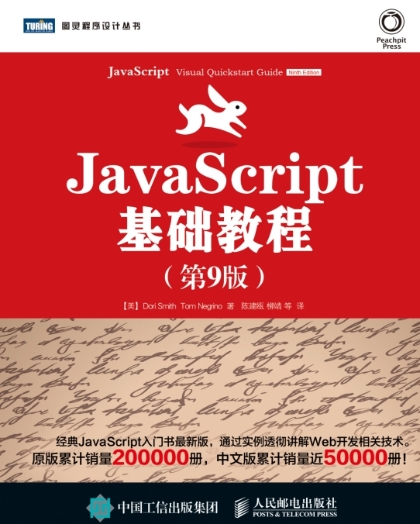 TURING 图灵程序设计丛书
Peachpit
Press
JavaScript Visual Quickstart Guide Ninth Edition
JavaScript
基础教程
（第9版）
【美】Dori Smith Tom Negrino 著 陈建瓯 柳靖 等 译
经典JavaScript入门书最新版，通过实例透彻讲解Web开发相关技术。
原版累计销量200000册，中文版累计销量近50000册！
中国工信出版集团
人民邮电出版社
POSTS & TELECOM PRESS